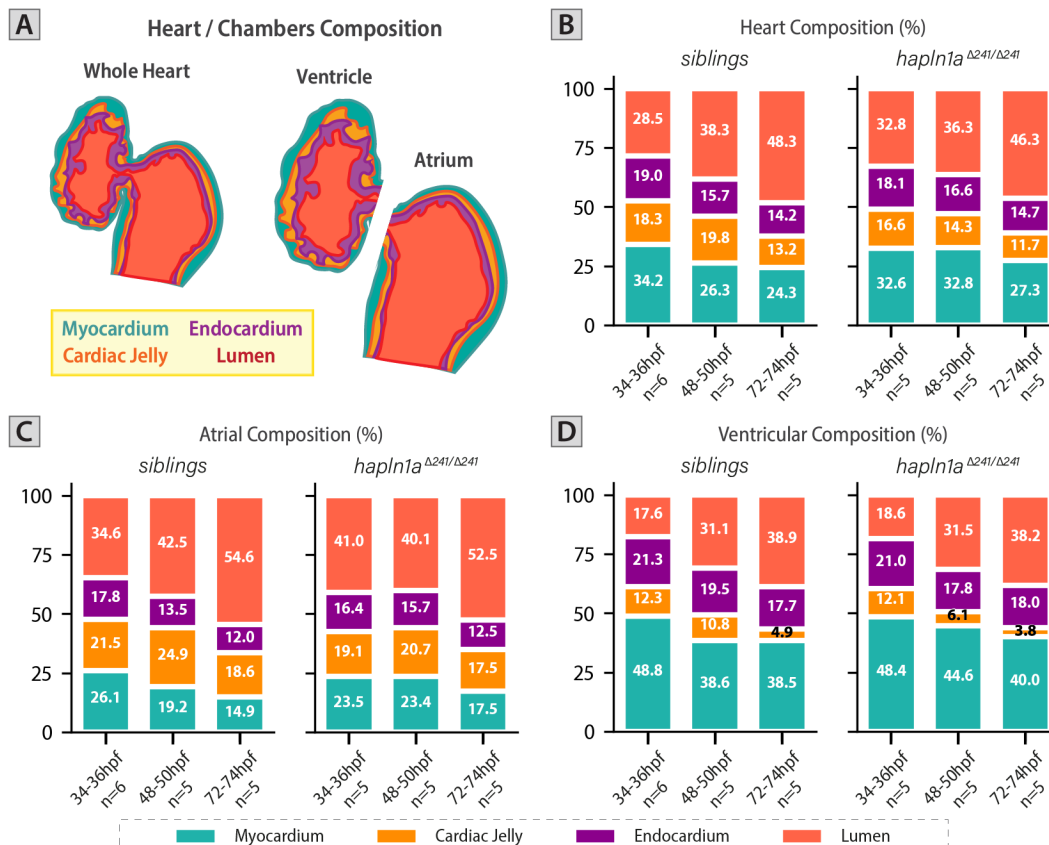 A
Heart / Chambers Composition
Whole Heart
Ventricle
Atrium
Myocardium Endocardium
Cardiac Jelly Lumen
B
Heart Composition (%)
siblings
hapln1a Δ241/Δ241
100
75
50
25
0
28.5 38.3 48.3 32.8 36.3 46.3
19.0 15.7 14.2 18.1 16.6 14.7
18.3 19.8 13.2 16.6 14.3 11.7
34.2 26.3 24.3 32.6 32.8 27.3
34-36hpf n=6
48-50hpf n=5
72-74hpf n=5
34-36hpf n=5
48-50hpf n=5
72-74hpf n=5
C
Atrial Composition (%)
siblings
hapln1a Δ241/Δ241
100
75
50
25
0
34.6 42.5 54.6 41.0 40.1 52.5
17.8 13.5 12.0 16.4 15.7 12.5
21.5 24.9 18.6 19.1 20.7 17.5
26.1 19.2 14.9 23.5 23.4 17.5
34-36hpf n=6
48-50hpf n=5
72-74hpf n=5
34-36hpf n=5
48-50hpf n=5
72-74hpf n=5
D
Ventricular Composition (%)
siblings
hapln1a Δ241/Δ241
100
75
50
25
0
17.6 31.1 38.9 18.6 31.5 38.2
21.3 19.5 17.7 21.0 17.8 18.0
12.3 10.8 4.9 12.1 6.1 3.8
48.8 38.6 38.5 48.4 44.6 40.0
34-36hpf n=6
48-50hpf n=5
72-74hpf n=5
34-36hpf n=5
48-50hpf n=5
72-74hpf n=5
Myocardium Cardiac Jelly Endocardium Lumen